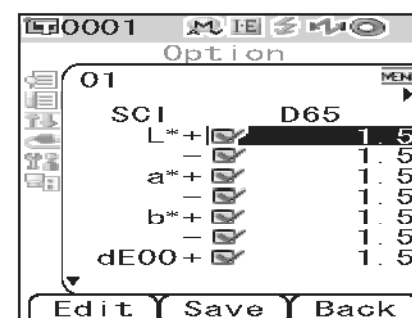 0001 M I·E
Option
01 MENU
SCI D65
L*+ 1.5
− 1.5
a*+ 1.5
− 1.5
b*+ 1.5
− 1.5
dE00+ 1.5
Edit Save Back